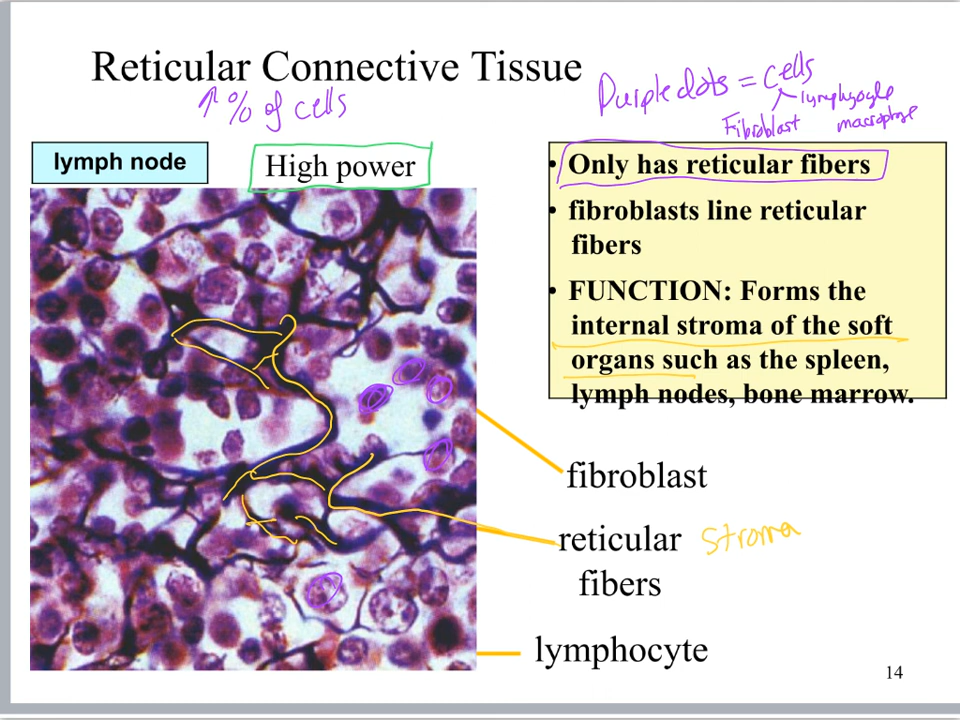 Reticular Connective Tissue
↑ % of cells
Purple dots = cells
Fibroblast
lymphocyte
macrophage
lymph node
High power
• Only has reticular fibers
• fibroblasts line reticular
fibers
• FUNCTION: Forms the
internal stroma of the soft
organs such as the spleen,
lymph nodes, bone marrow.
fibroblast
reticular
fibers
stroma
lymphocyte
14